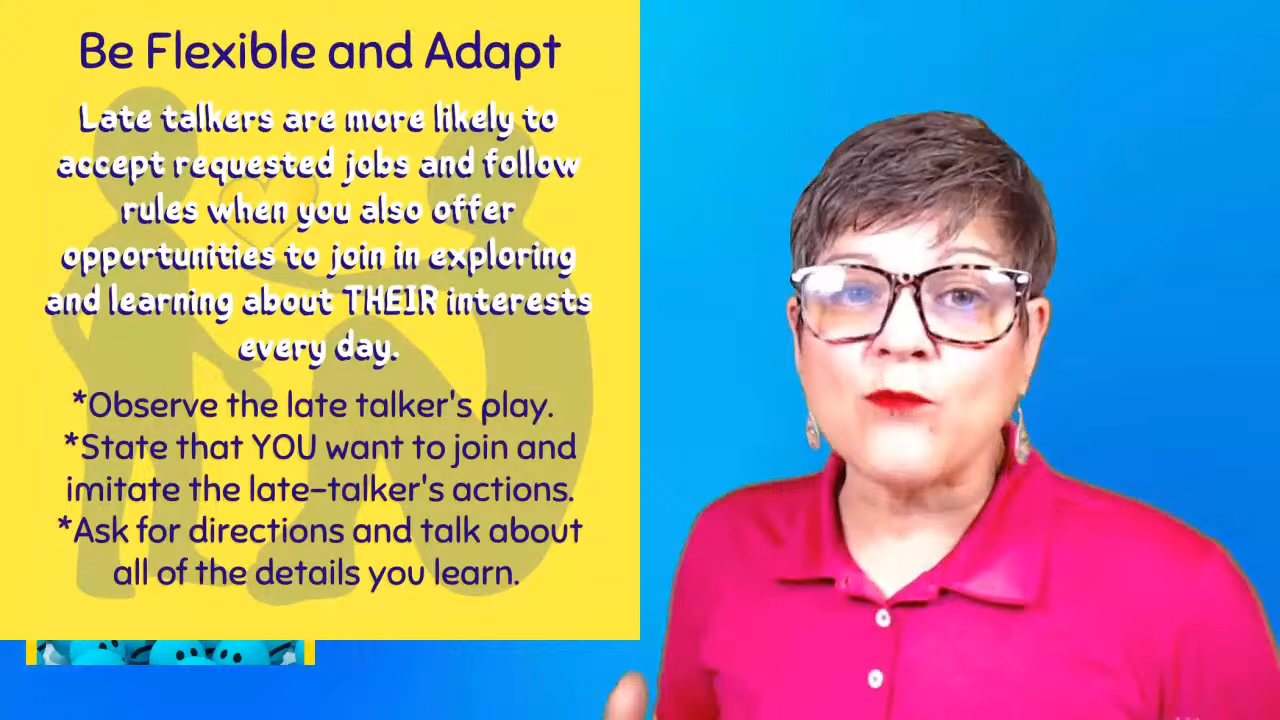 Be Flexible and Adapt
Late talkers are more likely to
accept requested jobs and follow
rules when you also offer
opportunities to join in exploring
and learning about THEIR interests
every day.
*Observe the late talker's play.
*State that YOU want to join and
imitate the late-talker's actions.
*Ask for directions and talk about
all of the details you learn.